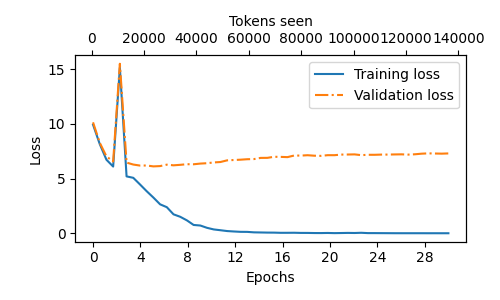 Tokens seen
0 20000 40000 60000 80000 100000 120000 140000
Training loss
Validation loss
15
10
5
0
Loss
0 4 8 12 16 20 24 28
Epochs